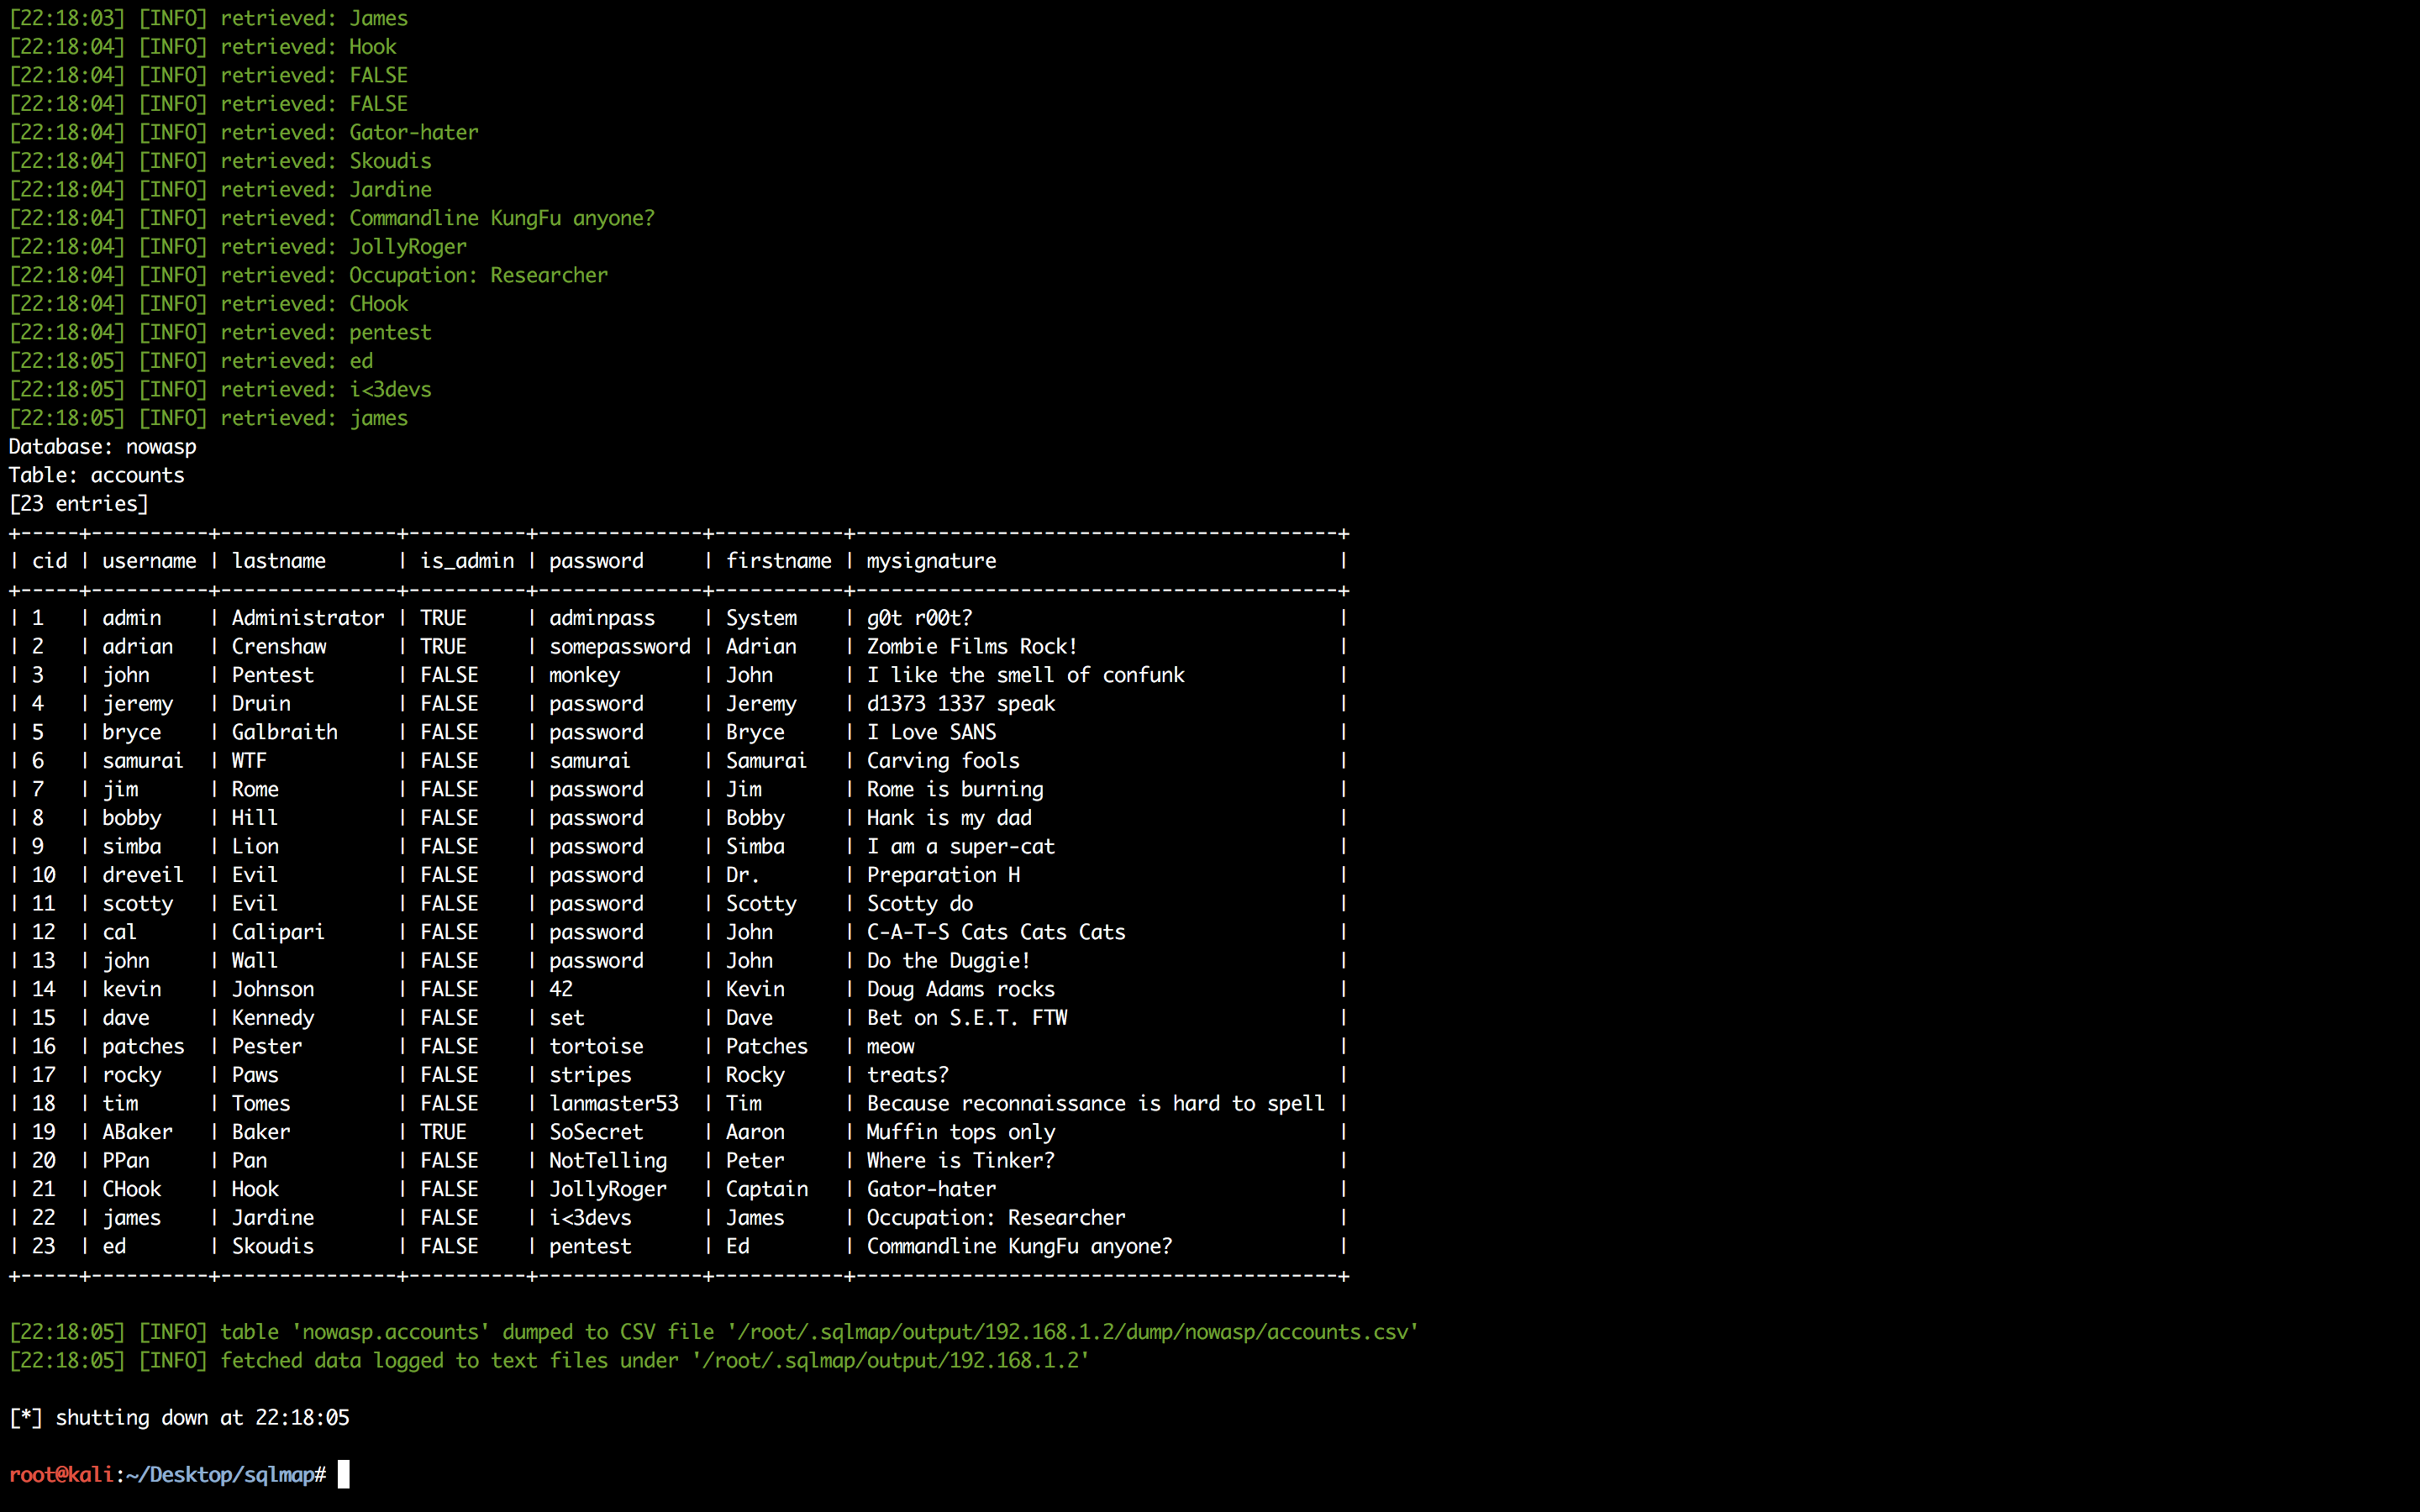 [22:18:03] [INFO] retrieved: James
[22:18:04] [INFO] retrieved: Hook
[22:18:04] [INFO] retrieved: FALSE
[22:18:04] [INFO] retrieved: FALSE
[22:18:04] [INFO] retrieved: Gator-hater
[22:18:04] [INFO] retrieved: Skoudis
[22:18:04] [INFO] retrieved: Jardine
[22:18:04] [INFO] retrieved: Commandline KungFu anyone?
[22:18:04] [INFO] retrieved: JollyRoger
[22:18:04] [INFO] retrieved: Occupation: Researcher
[22:18:04] [INFO] retrieved: CHook
[22:18:04] [INFO] retrieved: pentest
[22:18:05] [INFO] retrieved: ed
[22:18:05] [INFO] retrieved: i<3devs
[22:18:05] [INFO] retrieved: james
Database: nowasp
Table: accounts
[23 entries]
+-----+----------+---------------+----------+--------------+-----------+-----------------------------------------+
| cid | username | lastname      | is_admin | password     | firstname | mysignature                             |
+-----+----------+---------------+----------+--------------+-----------+-----------------------------------------+
| 1   | admin    | Administrator | TRUE     | adminpass    | System    | g0t r00t?                               |
| 2   | adrian   | Crenshaw      | TRUE     | somepassword | Adrian    | Zombie Films Rock!                      |
| 3   | john     | Pentest       | FALSE    | monkey       | John      | I like the smell of confunk             |
| 4   | jeremy   | Druin         | FALSE    | password     | Jeremy    | d1373 1337 speak                        |
| 5   | bryce    | Galbraith     | FALSE    | password     | Bryce     | I Love SANS                             |
| 6   | samurai  | WTF           | FALSE    | samurai      | Samurai   | Carving fools                           |
| 7   | jim      | Rome          | FALSE    | password     | Jim       | Rome is burning                         |
| 8   | bobby    | Hill          | FALSE    | password     | Bobby     | Hank is my dad                          |
| 9   | simba    | Lion          | FALSE    | password     | Simba     | I am a super-cat                        |
| 10  | dreveil  | Evil          | FALSE    | password     | Dr.       | Preparation H                           |
| 11  | scotty   | Evil          | FALSE    | password     | Scotty    | Scotty do                               |
| 12  | cal      | Calipari      | FALSE    | password     | John      | C-A-T-S Cats Cats Cats                  |
| 13  | john     | Wall          | FALSE    | password     | John      | Do the Duggie!                          |
| 14  | kevin    | Johnson       | FALSE    | 42           | Kevin     | Doug Adams rocks                        |
| 15  | dave     | Kennedy       | FALSE    | set          | Dave      | Bet on S.E.T. FTW                       |
| 16  | patches  | Pester        | FALSE    | tortoise     | Patches   | meow                                    |
| 17  | rocky    | Paws          | FALSE    | stripes      | Rocky     | treats?                                 |
| 18  | tim      | Tomes         | FALSE    | lanmaster53  | Tim       | Because reconnaissance is hard to spell |
| 19  | ABaker   | Baker         | TRUE     | SoSecret     | Aaron     | Muffin tops only                        |
| 20  | PPan     | Pan           | FALSE    | NotTelling   | Peter     | Where is Tinker?                        |
| 21  | CHook    | Hook          | FALSE    | JollyRoger   | Captain   | Gator-hater                             |
| 22  | james    | Jardine       | FALSE    | i<3devs      | James     | Occupation: Researcher                  |
| 23  | ed       | Skoudis       | FALSE    | pentest      | Ed        | Commandline KungFu anyone?              |
+-----+----------+---------------+----------+--------------+-----------+-----------------------------------------+
[22:18:05] [INFO] table 'nowasp.accounts' dumped to CSV file '/root/.sqlmap/output/192.168.1.2/dump/nowasp/accounts.csv'
[22:18:05] [INFO] fetched data logged to text files under '/root/.sqlmap/output/192.168.1.2'
[*] shutting down at 22:18:05
root@kali:~/Desktop/sqlmap#